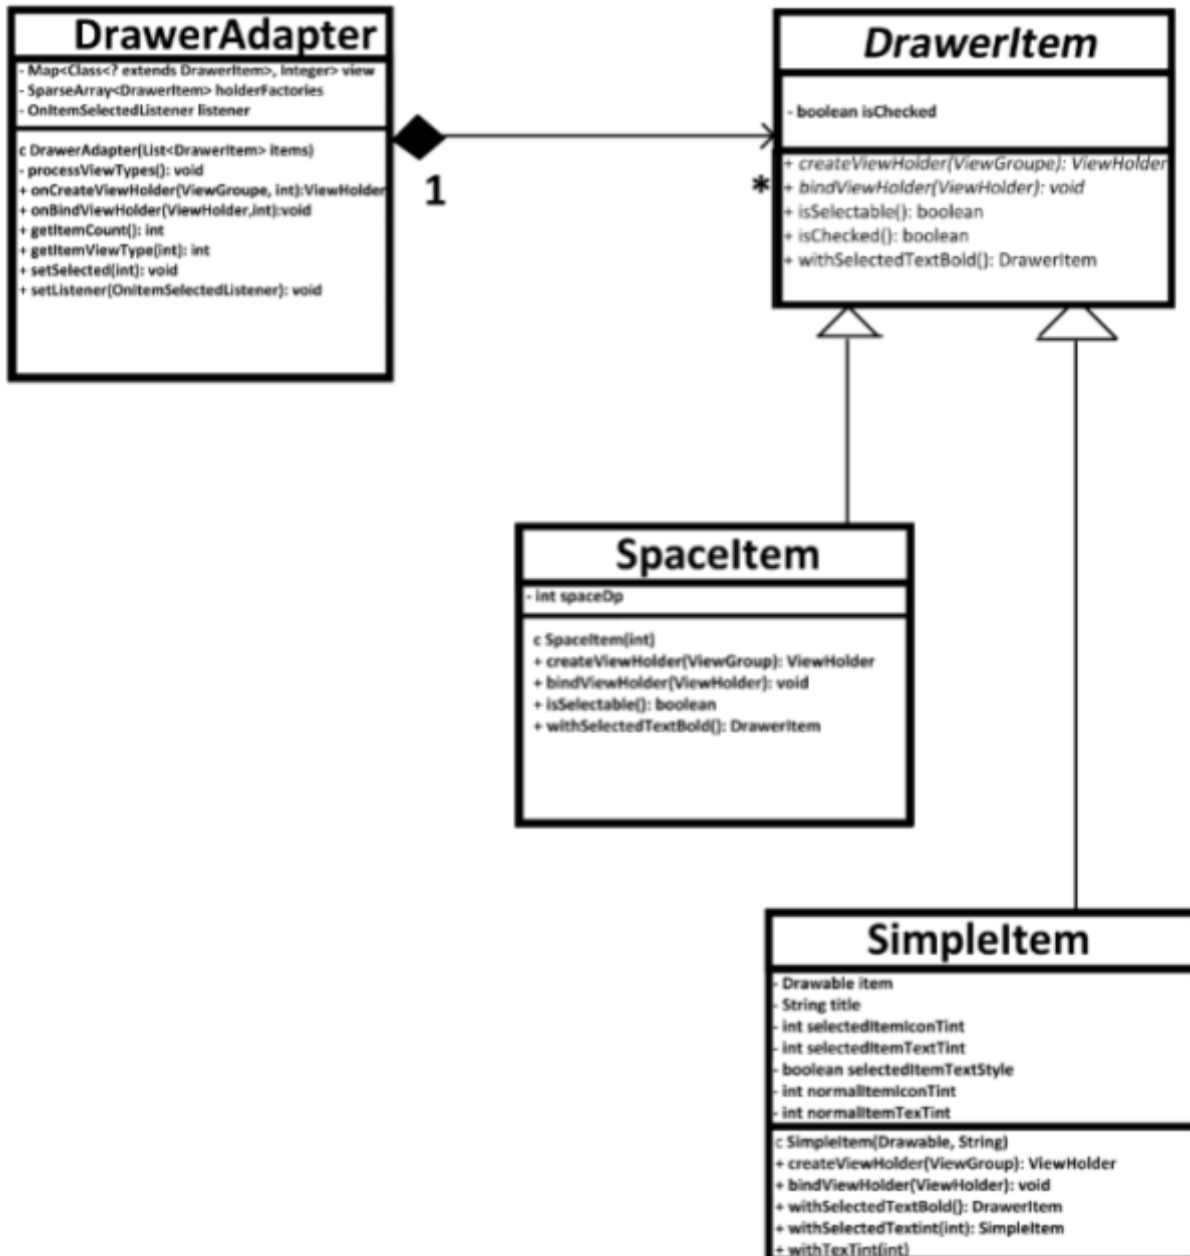 DrawerAdapter
- Map<Class<? extends DrawerItem>, Integer> view
- SparseArray<DrawerItem> holderFactories
- OnItemSelectedListener listener
c DrawerAdapter(List<DrawerItem> items)
- processViewTypes(): void
+ onCreateViewHolder(ViewGroupe, int):ViewHolder
+ onBindViewHolder(ViewHolder,int):void
+ getItemCount(): int
+ getItemViewType(int): int
+ setSelected(int): void
+ setListener(OnItemSelectedListener): void
1
*
DrawerItem
- boolean isChecked
+ createViewHolder(ViewGroupe): ViewHolder
+ bindViewHolder(ViewHolder): void
+ isSelectable(): boolean
+ isChecked(): boolean
+ withSelectedTextBold(): DrawerItem
SpaceItem
- int spaceDp
c SpaceItem(int)
+ createViewHolder(ViewGroup): ViewHolder
+ bindViewHolder(ViewHolder): void
+ isSelectable(): boolean
+ withSelectedTextBold(): DrawerItem
SimpleItem
- Drawable item
- String title
- int selectedItemIconTint
- int selectedItemTextTint
- boolean selectedItemTextStyle
- int normalItemIconTint
- int normalItemTexTint
c SimpleItem(Drawable, String)
+ createViewHolder(ViewGroup): ViewHolder
+ bindViewHolder(ViewHolder): void
+ withSelectedTextBold(): DrawerItem
+ withSelectedTextint(int): SimpleItem
+ withTexTint(int)